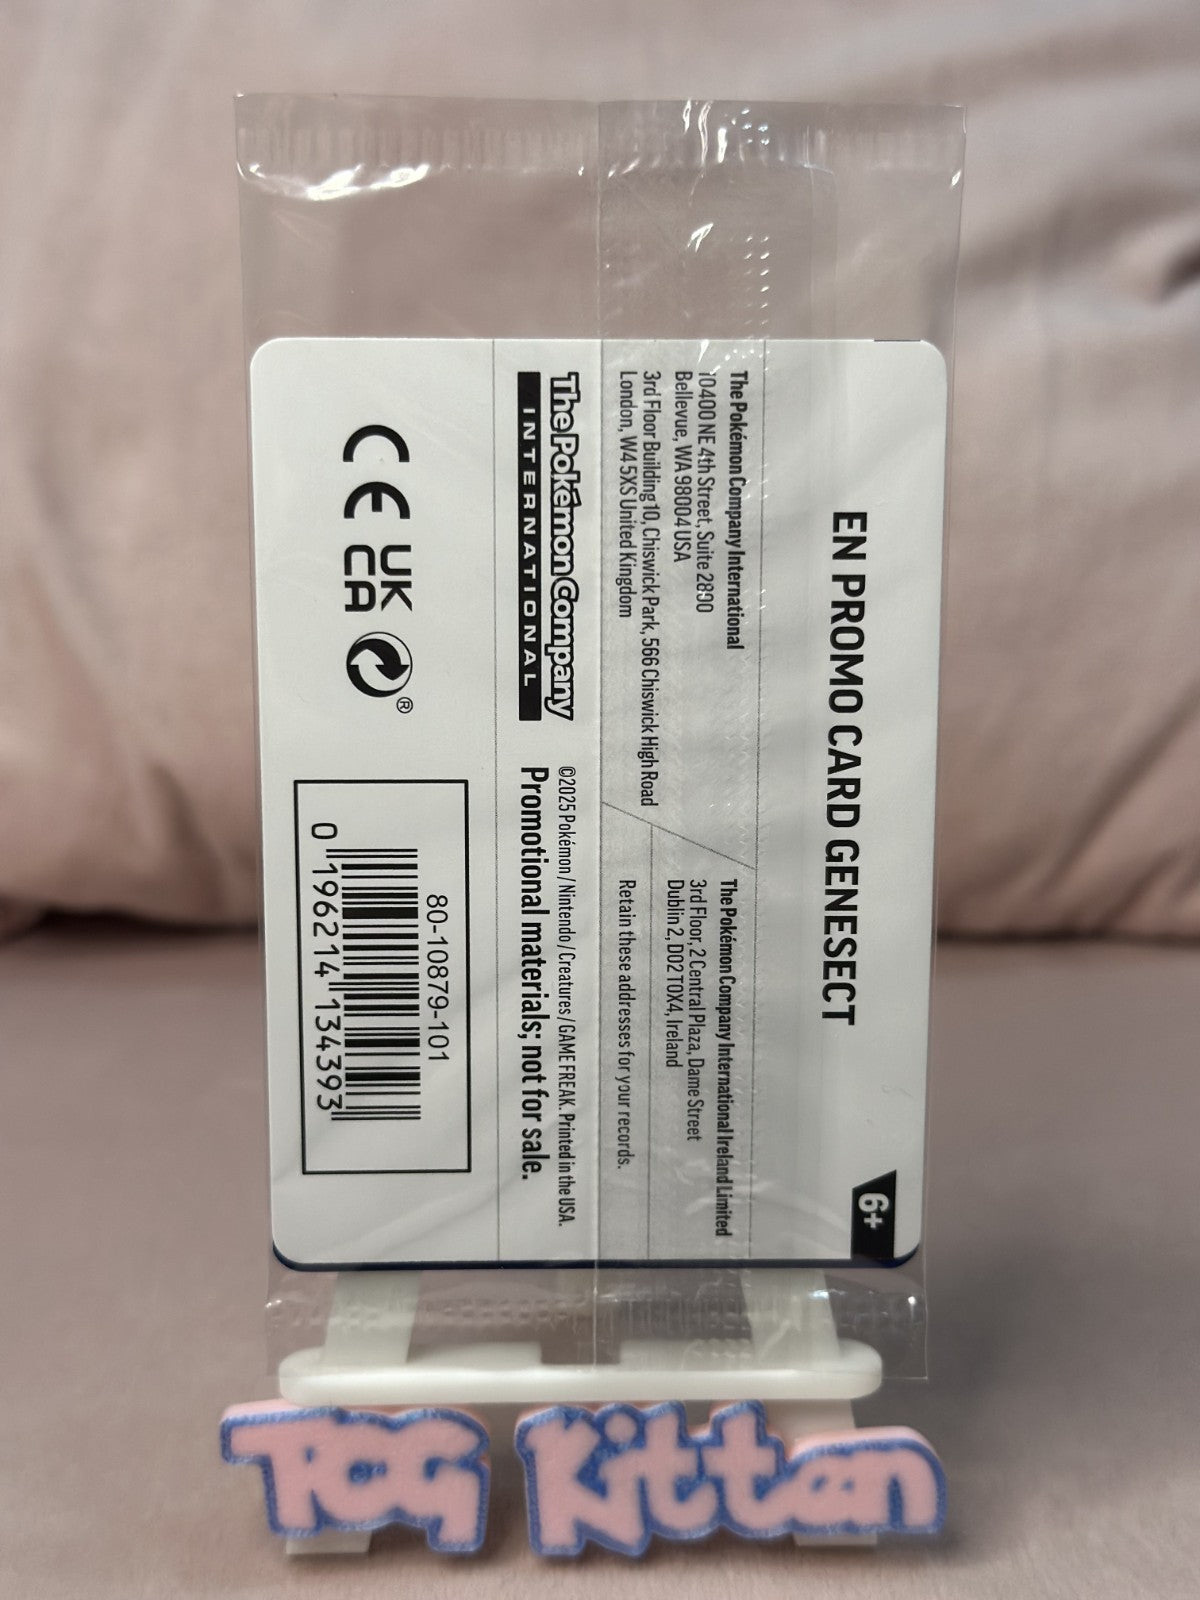 EN PROMO CARD GENESECT
6+
The Pokémon Company International
10400 NE 4th Street, Suite 2890
Bellevue, WA 98004 USA
3rd Floor Building 10, Chiswick Park, 566 Chiswick High Road
London, W4 5XS United Kingdom
The Pokémon Company International Ireland Limited
3rd Floor, 2 Central Plaza, Dame Street
Dublin 2, D02 T0X4, Ireland
Retain these addresses for your records.
The Pokémon Company
INTERNATIONAL
©2025 Pokémon / Nintendo / Creatures / GAME FREAK. Printed in the USA.
Promotional materials; not for sale.
CE UK
CA
®
80-10879-101
0 196214 134393
TCG Kitten